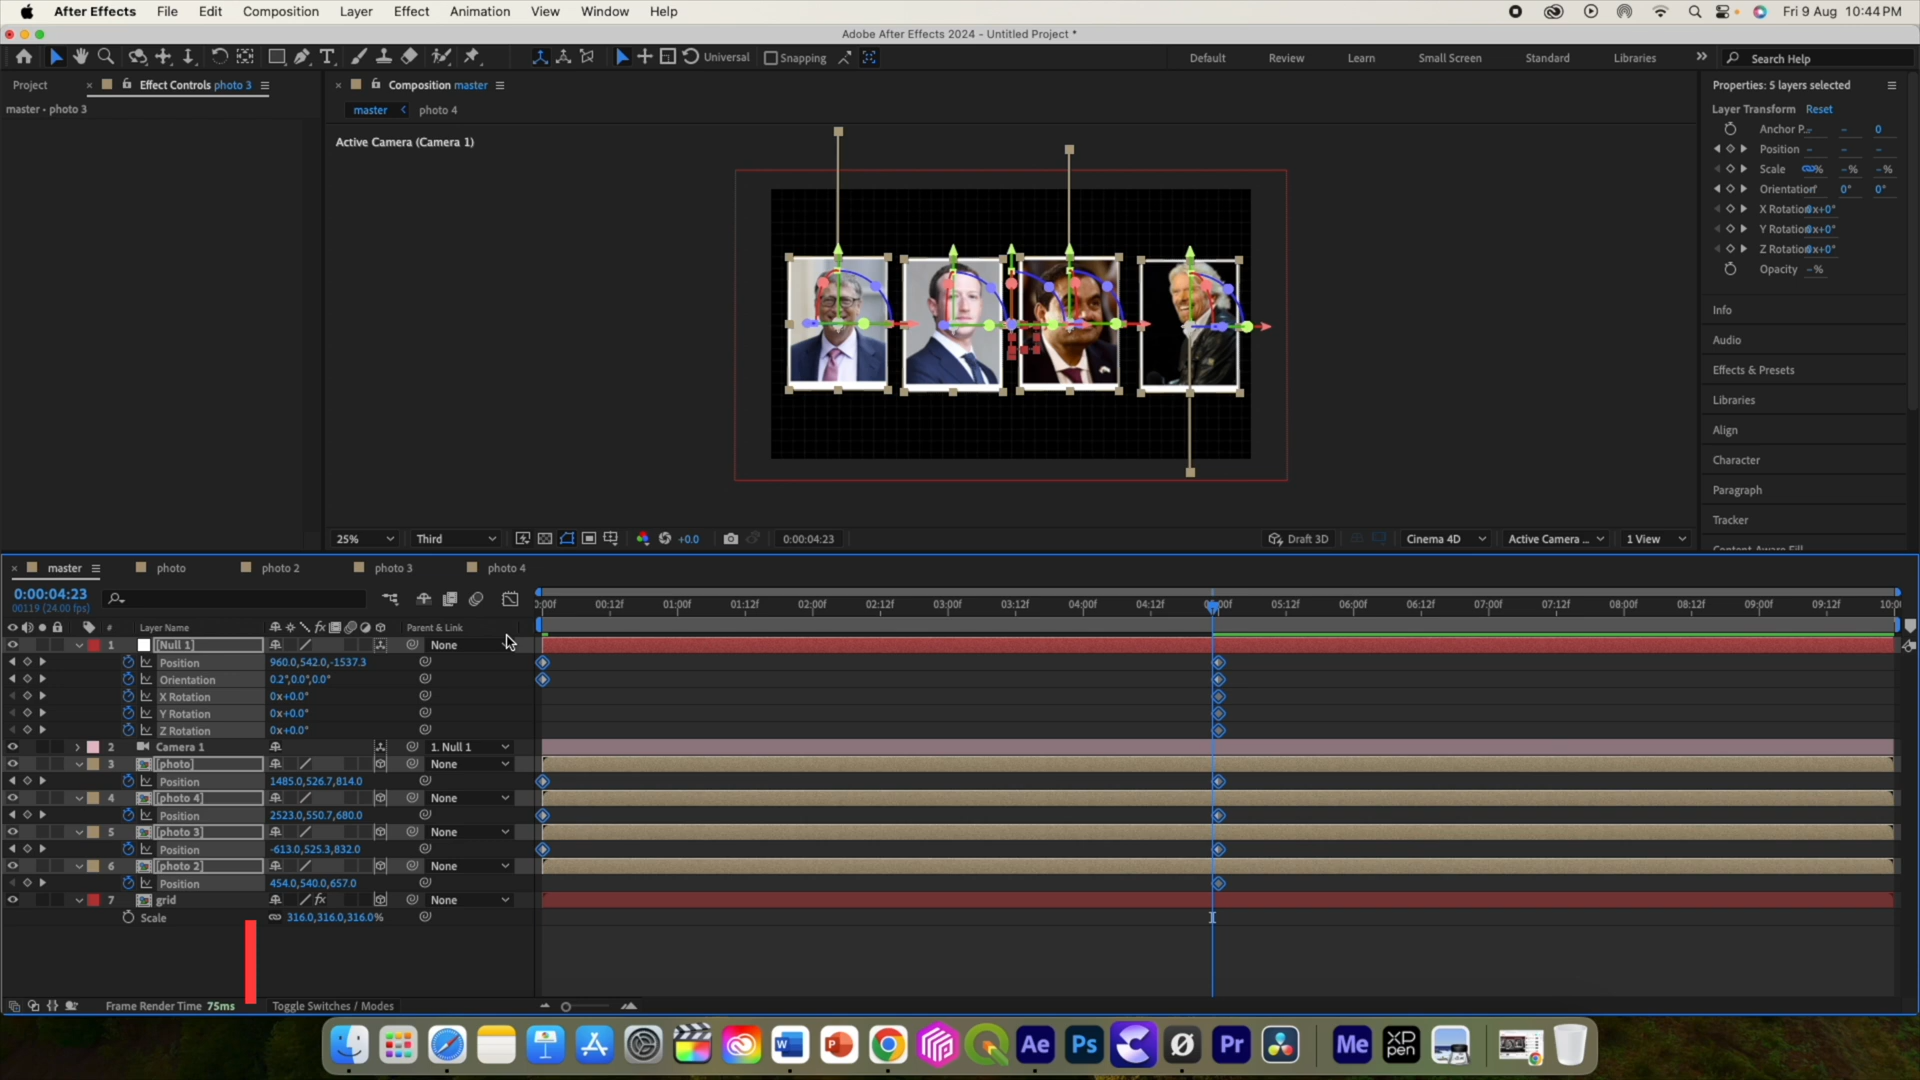 After Effects File Edit Composition Layer Effect Animation View Window Help Fri 9 Aug 10:44 PM
Adobe After Effects 2024 - Untitled Project *
Universal Snapping Default Review Learn Small Screen Standard Libraries Search Help
Project Effect Controls photo 3 Composition master Properties: 5 layers selected
master • photo 3 master photo 4 Layer Transform Reset
Active Camera (Camera 1)
Anchor P... 0
Position
Scale % % %
Orientation 0° 0°
X Rotation 0x+0°
Y Rotation 0x+0°
Z Rotation 0x+0°
Opacity %
Info
Audio
Effects & Presets
Libraries
Align
Character
Paragraph
Tracker
25% Third +0.0 0:00:04:23 Draft 3D Cinema 4D Active Camera ... 1 View Content-Aware Fill
master photo photo 2 photo 3 photo 4
0:00:04:23
00119 (24.00 fps)
00:12f 01:00f 01:12f 02:00f 02:12f 03:00f 03:12f 04:00f 04:12f 05:12f 06:00f 06:12f 07:00f 07:12f 08:00f 08:12f 09:00f 09:12f
# Layer Name fx Parent & Link
1 [Null 1] None
Position 960.0,542.0,-1537.3
Orientation 0.2°,0.0°,0.0°
X Rotation 0x+0.0°
Y Rotation 0x+0.0°
Z Rotation 0x+0.0°
2 Camera 1 1. Null 1
3 [photo] None
Position 1485.0,526.7,814.0
4 [photo 4] None
Position 2523.0,550.7,680.0
5 [photo 3] None
Position -613.0,525.3,832.0
6 [photo 2] None
Position 454.0,540.0,657.0
7 grid fx None
Scale 316.0,316.0,316.0%
Frame Render Time 75ms Toggle Switches / Modes
W P Ae Ps Pr Me XP
pen